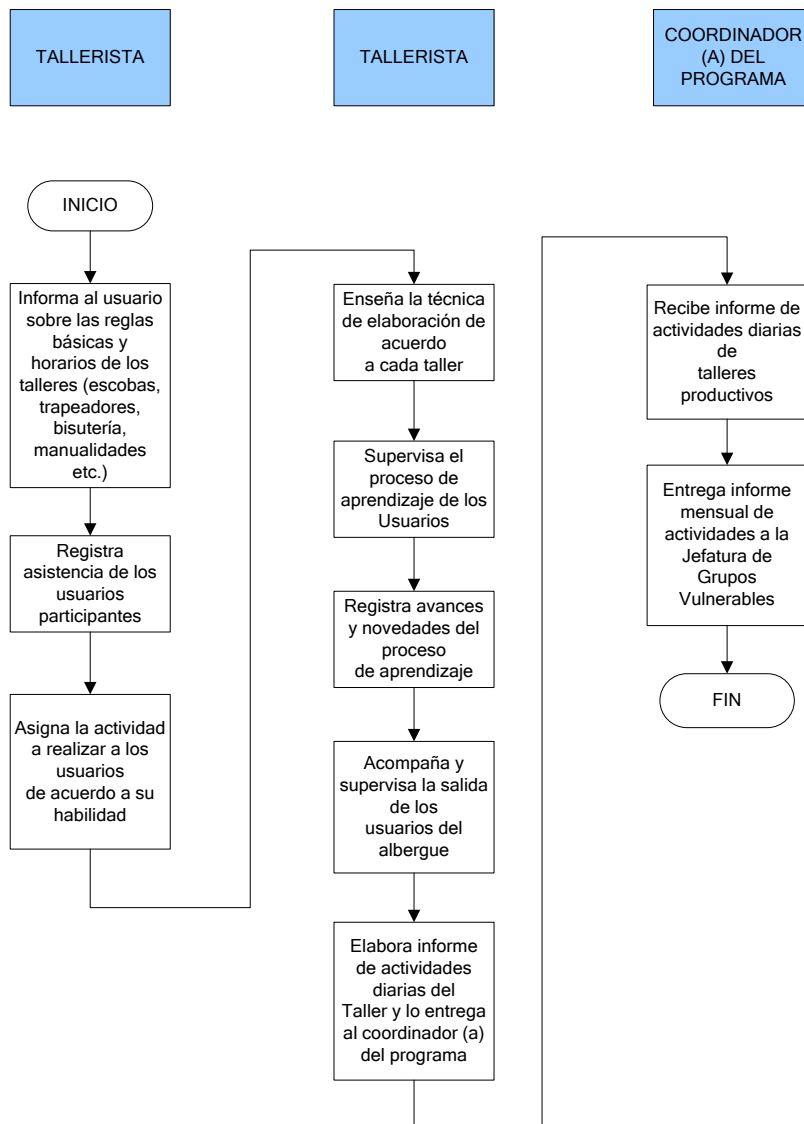 TALLERISTA
TALLERISTA
COORDINADOR
(A) DEL
PROGRAMA
INICIO
Informa al usuario
sobre las reglas
básicas y
horarios de los
talleres (escobas,
trapeadores,
bisutería,
manualidades
etc.)
Registra
asistencia de los
usuarios
participantes
Asigna la actividad
a realizar a los
usuarios
de acuerdo a su
habilidad
Enseña la técnica
de elaboración de
acuerdo
a cada taller
Supervisa el
proceso de
aprendizaje de los
Usuarios
Registra avances
y novedades del
proceso
de aprendizaje
Acompaña y
supervisa la salida
de los
usuarios del
albergue
Elabora informe
de actividades
diarias del
Taller y lo entrega
al coordinador (a)
del programa
Recibe informe de
actividades diarias
de
talleres
productivos
Entrega informe
mensual de
actividades a la
Jefatura de
Grupos
Vulnerables
FIN